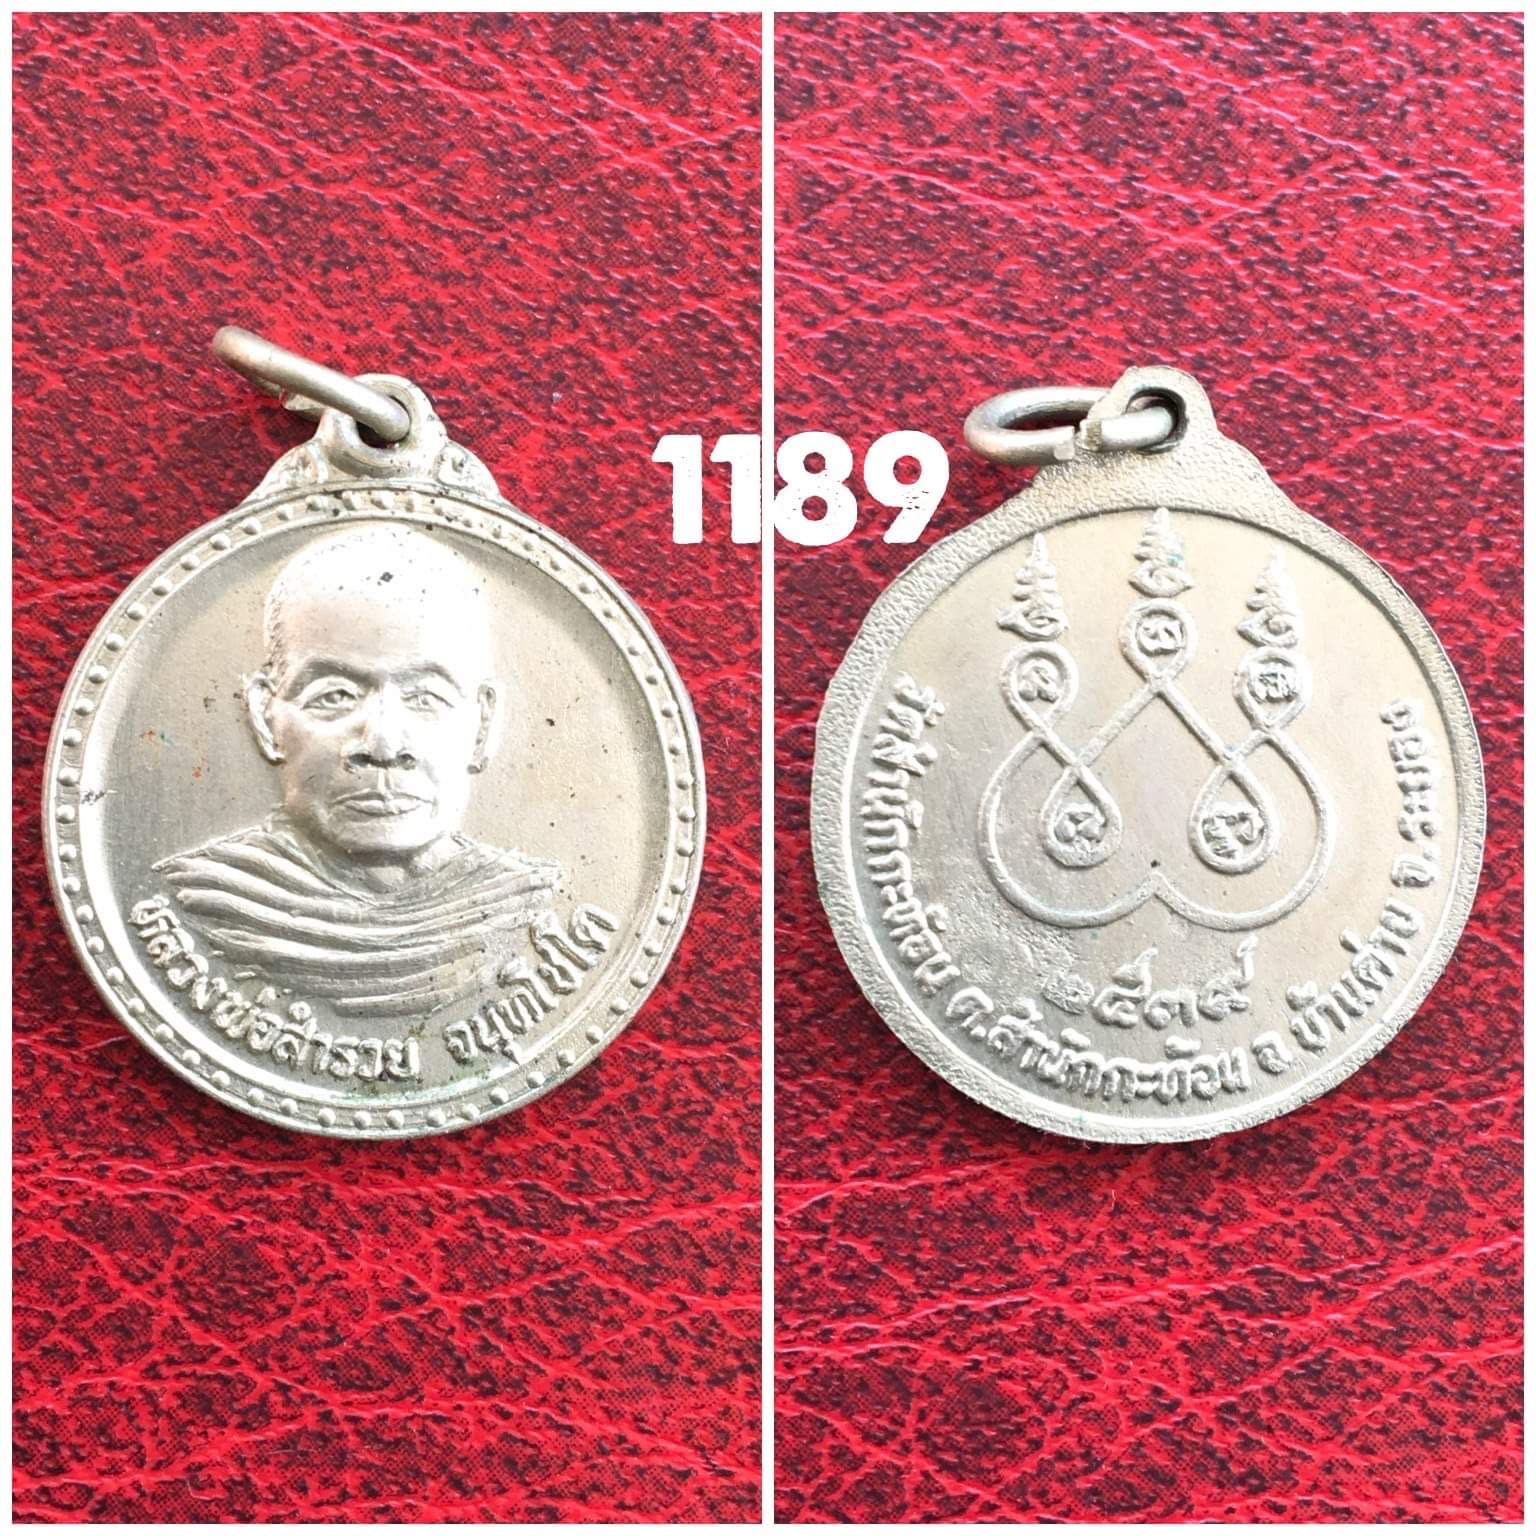 1189
หลวงพ่อสำรวย จนฺทโชโต
๒๕๓๙
วัดสำนักกะท้อน ต.สำนักกะท้อน อ.บ้านค่าย จ.ระยอง